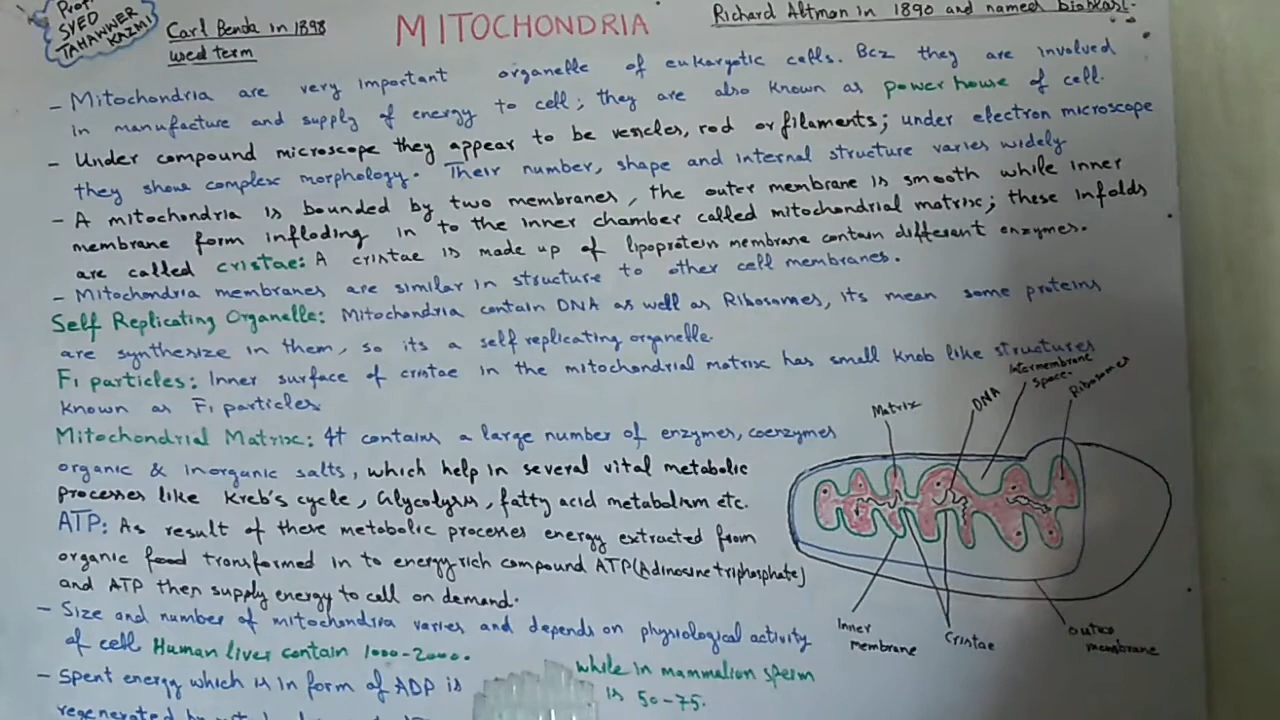 Prof.
SYED
TAHAWWER
KAZMI
Carl Benda in 1898
used term
MITOCHONDRIA
Richard Altman in 1890 and named bioblast.
- Mitochondria are very important organelle of eukaryotic cells. Bcz they are involved
in manufacture and supply of energy to cell; they are also known as power house of cell.
- Under compound microscope they appear to be vesicles, rod or filaments; under electron microscope
they show complex morphology. Their number, shape and internal structure varies widely
- A mitochondria is bounded by two membranes, the outer membrane is smooth while inner
membrane form infloding in to the inner chamber called mitochondrial matrix; these infolds
are called cristae: A cristae is made up of lipoprotein membrane contain different enzymes.
- Mitochondria membranes are similar in structure to other cell membranes.
Self Replicating Organelle: Mitochondria contain DNA as well as Ribosomes, its mean some proteins
are synthesize in them, so its a self replicating organelle.
F1 particles: Inner surface of cristae in the mitochondrial matrix has small knob like structures
known as F1 particles
Mitochondrial Matrix: It contains a large number of enzymes, coenzymes
organic & inorganic salts, which help in several vital metabolic
processes like Kreb's cycle, Glycolysis, fatty acid metabolism etc.
ATP: As result of these metabolic processes energy extracted from
organic food transformed in to energy rich compound ATP(Adinosine triphosphate)
and ATP then supply energy to cell on demand.
- Size and number of mitochondria varies and depends on physiological activity
of cell Human liver contain 1000-2000.
while in mammalian sperm
is 50-75.
- Spent energy which is in form of ADP is
regenerated by
Matrix
DNA
Intermembrane
space
Ribosomes
Inner
membrane
Cristae
outer
membrane